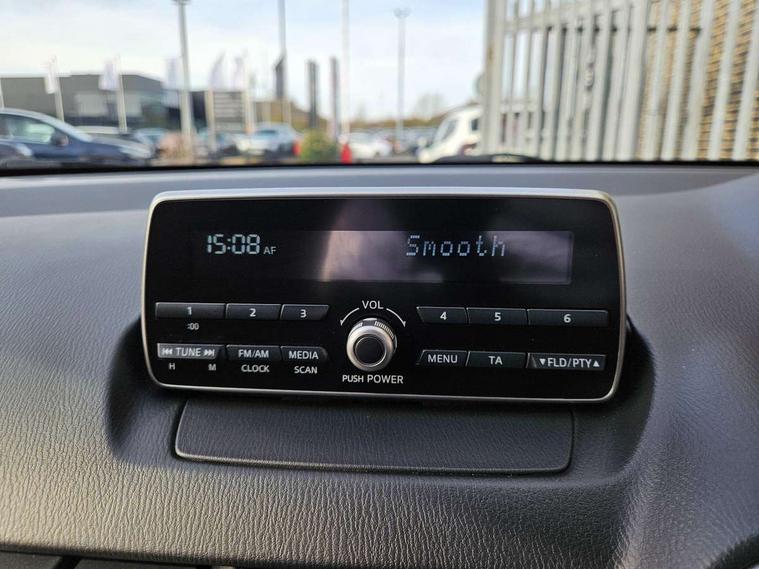 15:08 AF Smooth
VOL
1 2 3 4 5 6
:00
TUNE FM/AM MEDIA MENU TA ▼FLD/PTY▲
H M CLOCK SCAN PUSH POWER